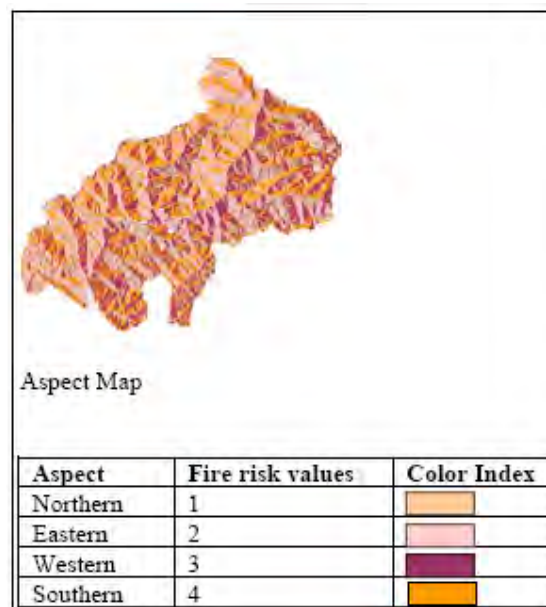 Aspect Map
Aspect Fire risk values Color Index
Northern 1
Eastern 2
Western 3
Southern 4